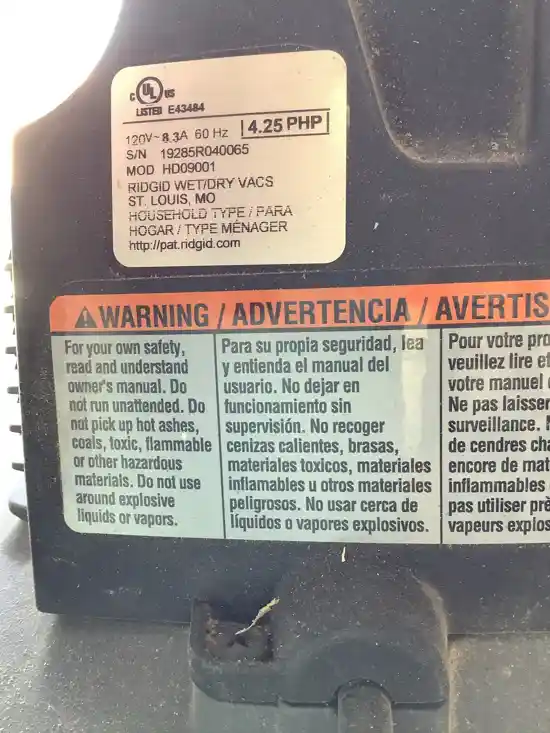 C UL US
LISTED E43484
120V~ 8.3A 60 Hz 4.25 PHP
S/N 19285R040065
MOD HD09001
RIDGID WET/DRY VACS
ST. LOUIS, MO
HOUSEHOLD TYPE / PARA
HOGAR / TYPE MÉNAGER
http://pat.ridgid.com
WARNING / ADVERTENCIA / AVERTIS
For your own safety,
read and understand
owner's manual. Do
not run unattended. Do
not pick up hot ashes,
coals, toxic, flammable
or other hazardous
materials. Do not use
around explosive
liquids or vapors.
Para su propia seguridad, lea
y entienda el manual del
usuario. No dejar en
funcionamiento sin
supervisión. No recoger
cenizas calientes, brasas,
materiales toxicos, materiales
inflamables u otros materiales
peligrosos. No usar cerca de
líquidos o vapores explosivos.
Pour votre pro
veuillez lire et
votre manuel
Ne pas laisser
surveillance.
de cendres cha
encore de mat
inflammables
pas utiliser prè
vapeurs explos